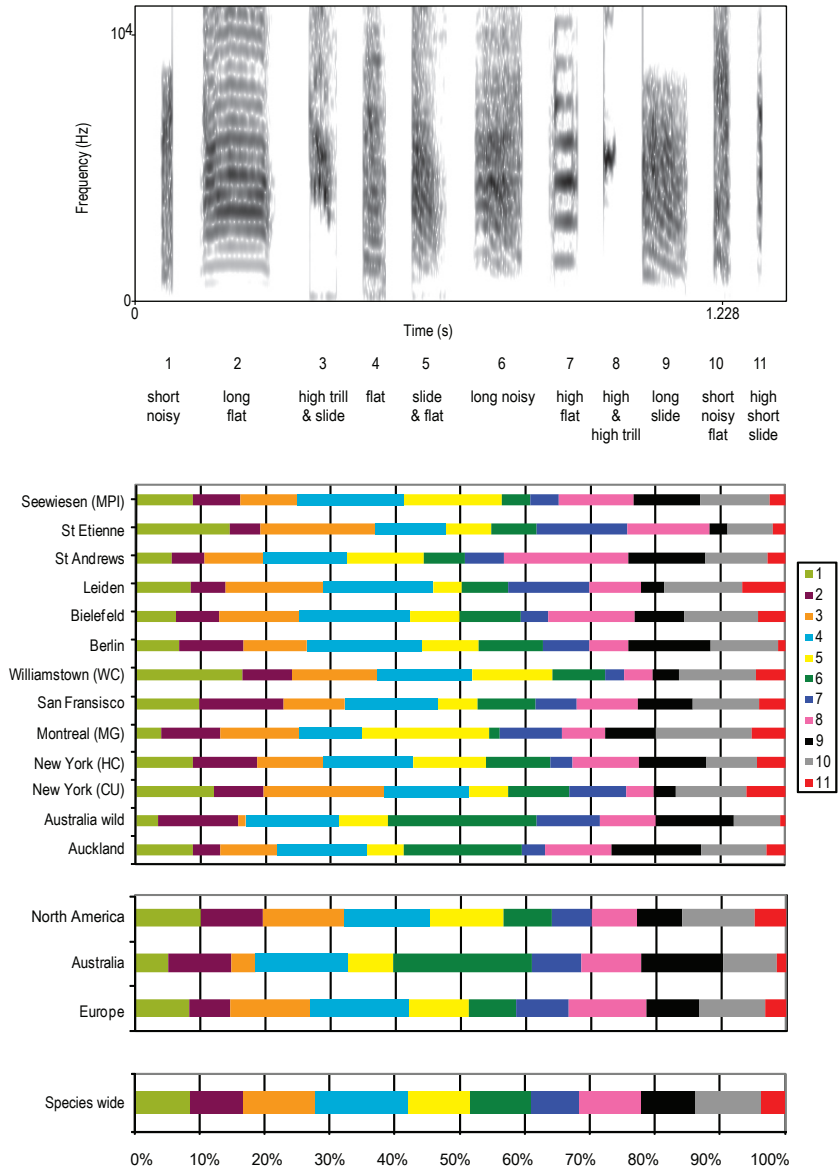 10⁴
Frequency (Hz)
0
0 1.228
Time (s)
1 2 3 4 5 6 7 8 9 10 11
short long high trill flat slide long noisy high high long short high
noisy flat & slide & flat flat & slide noisy short
high trill flat slide
Seewiesen (MPI)
St Etienne
St Andrews
Leiden
Bielefeld
Berlin
Williamstown (WC)
San Fransisco
Montreal (MG)
New York (HC)
New York (CU)
Australia wild
Auckland
1
2
3
4
5
6
7
8
9
10
11
North America
Australia
Europe
Species wide
0% 10% 20% 30% 40% 50% 60% 70% 80% 90% 100%